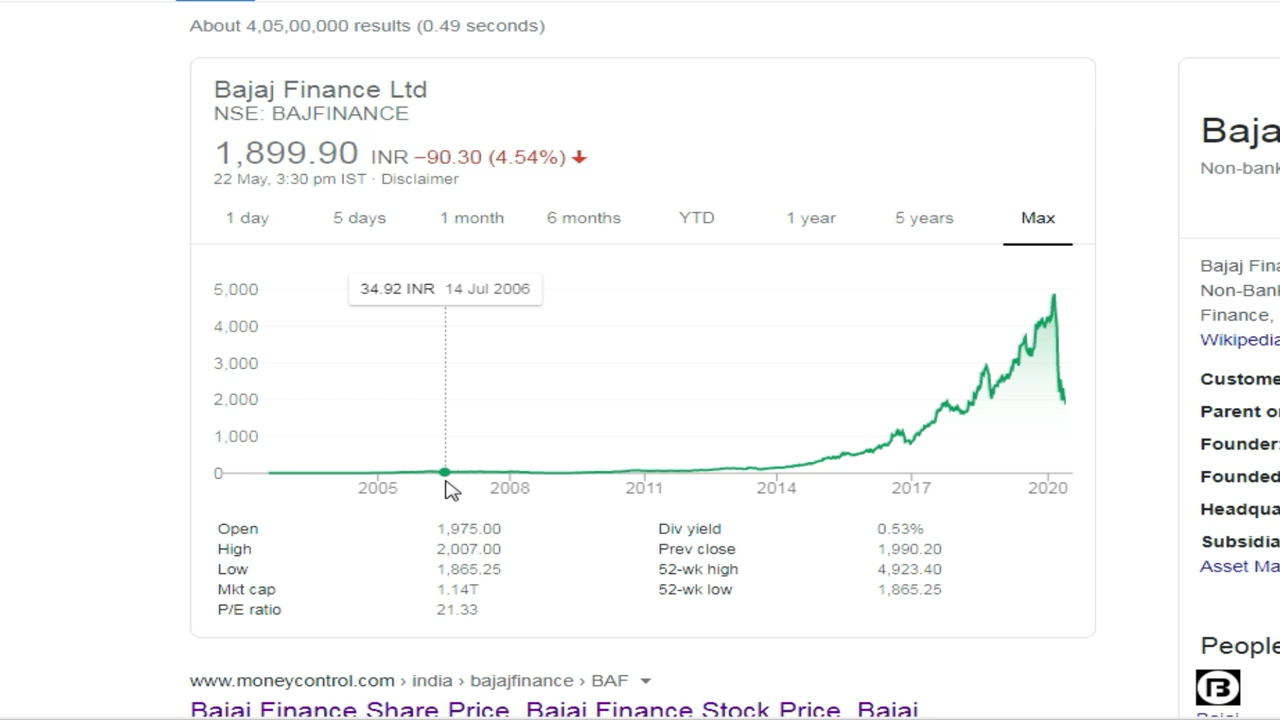 About 4,05,00,000 results (0.49 seconds)
Bajaj Finance Ltd
NSE: BAJFINANCE
1,899.90 INR −90.30 (4.54%)
22 May, 3:30 pm IST · Disclaimer
1 day 5 days 1 month 6 months YTD 1 year 5 years Max
34.92 INR 14 Jul 2006
5,000
4,000
3,000
2,000
1,000
0
2005 2008 2011 2014 2017 2020
Open 1,975.00 Div yield 0.53%
High 2,007.00 Prev close 1,990.20
Low 1,865.25 52-wk high 4,923.40
Mkt cap 1.14T 52-wk low 1,865.25
P/E ratio 21.33
www.moneycontrol.com › india › bajajfinance › BAF
Bajaj Finance Share Price, Bajaj Finance Stock Price, Bajaj
Baja
Non-bank
Bajaj Fina
Non-Bank
Finance,
Wikipedia
Custome
Parent or
Founder:
Founded
Headqua
Subsidia
Asset Ma
People